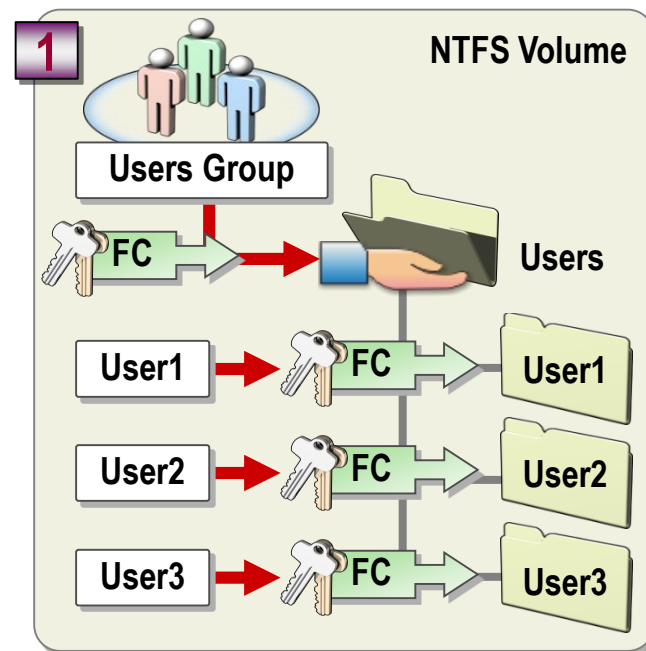 1
NTFS Volume
Users Group
FC
Users
User1 FC User1
User2 FC User2
User3 FC User3